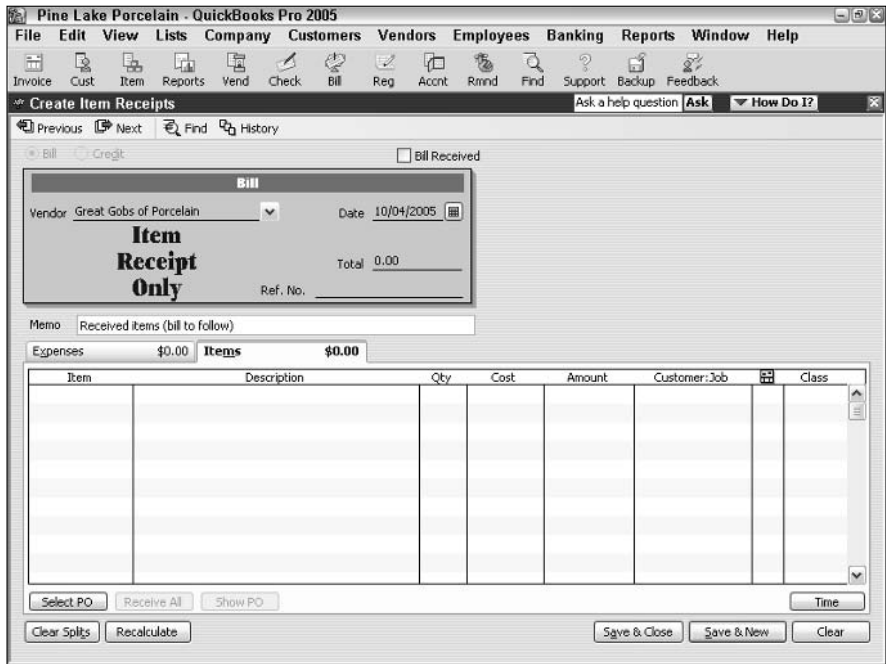 Pine Lake Porcelain - QuickBooks Pro 2005
File Edit View Lists Company Customers Vendors Employees Banking Reports Window Help
Invoice Cust Item Reports Vend Check Bill Reg Accnt Rmnd Find Support Backup Feedback
Create Item Receipts Ask a help question Ask How Do I?
Previous Next Find History
Bill Credit Bill Received
Bill
Vendor Great Gobs of Porcelain Date 10/04/2005
Item
Receipt Total 0.00
Only Ref. No.
Memo Received items (bill to follow)
Expenses $0.00 Items $0.00
Item Description Qty Cost Amount Customer:Job Class
Select PO Receive All Show PO Time
Clear Splits Recalculate Save & Close Save & New Clear